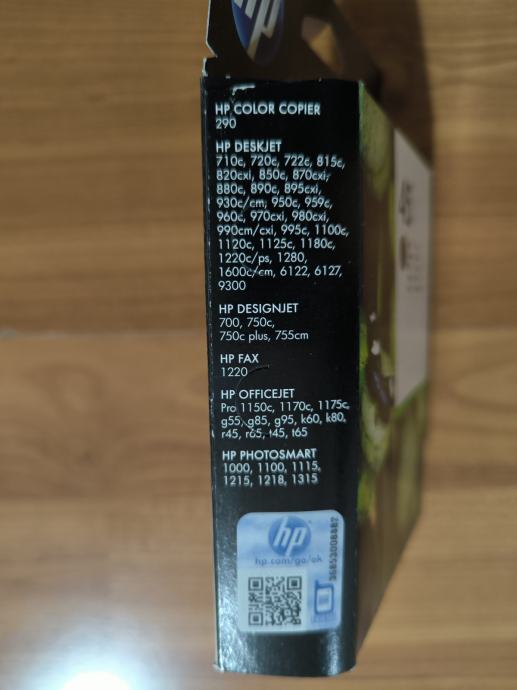 hp
HP COLOR COPIER
290
HP DESKJET
710c, 720c, 722c, 815c,
820cxi, 850c, 870cxi,
880c, 890c, 895cxi,
930c/cm, 950c, 959c,
960c, 970cxi, 980cxi,
990cm/cxi, 995c, 1100c,
1120c, 1125c, 1180c,
1220c/ps, 1280,
1600c/cm, 6122, 6127,
9300
HP DESIGNJET
700, 750c,
750c plus, 755cm
HP FAX
1220
HP OFFICEJET
Pro 1150c, 1170c, 1175c,
g55, g85, g95, k60, k80,
r45, r65, t45, t65
HP PHOTOSMART
1000, 1100, 1115,
1215, 1218, 1315
hp
hp.com/go/ok